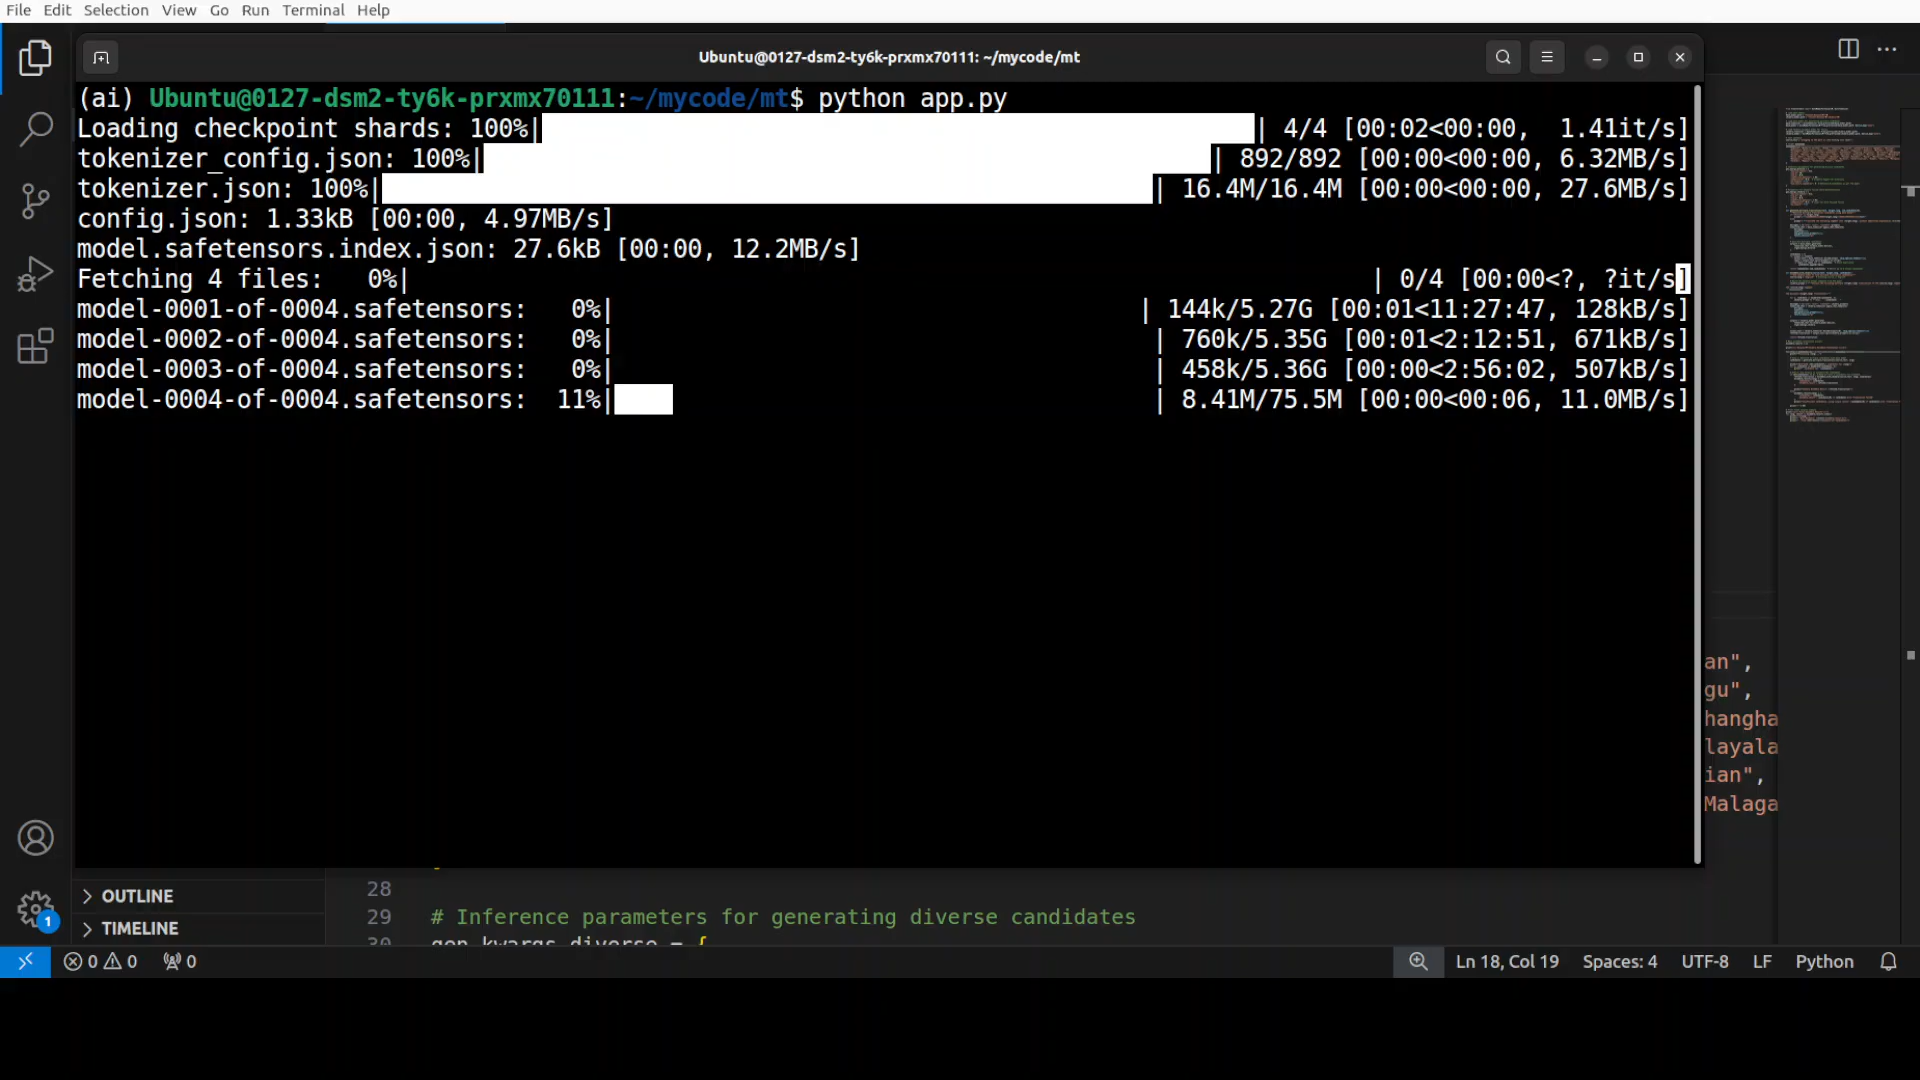 File Edit Selection View Go Run Terminal Help
Ubuntu@0127-dsm2-ty6k-prxmx70111: ~/mycode/mt
(ai) Ubuntu@0127-dsm2-ty6k-prxmx70111:~/mycode/mt$ python app.py
Loading checkpoint shards: 100%| | 4/4 [00:02<00:00, 1.41it/s]
tokenizer_config.json: 100%| | 892/892 [00:00<00:00, 6.32MB/s]
tokenizer.json: 100%| | 16.4M/16.4M [00:00<00:00, 27.6MB/s]
config.json: 1.33kB [00:00, 4.97MB/s]
model.safetensors.index.json: 27.6kB [00:00, 12.2MB/s]
Fetching 4 files: 0%| | 0/4 [00:00<?, ?it/s]
model-0001-of-0004.safetensors: 0%| | 144k/5.27G [00:01<11:27:47, 128kB/s]
model-0002-of-0004.safetensors: 0%| | 760k/5.35G [00:01<2:12:51, 671kB/s]
model-0003-of-0004.safetensors: 0%| | 458k/5.36G [00:00<2:56:02, 507kB/s]
model-0004-of-0004.safetensors: 11%| | 8.41M/75.5M [00:00<00:06, 11.0MB/s]
an",
gu",
hangha
layala
ian",
Malaga
OUTLINE
TIMELINE
28
29 # Inference parameters for generating diverse candidates
30 gen_kwargs_diverse = {
1
0 0 0
Ln 18, Col 19 Spaces: 4 UTF-8 LF Python